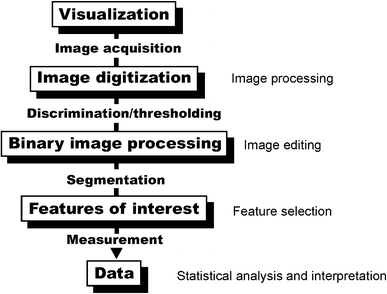 Visualization
Image acquisition
Image digitization Image processing
Discrimination/thresholding
Binary image processing Image editing
Segmentation
Features of interest Feature selection
Measurement
Data Statistical analysis and interpretation